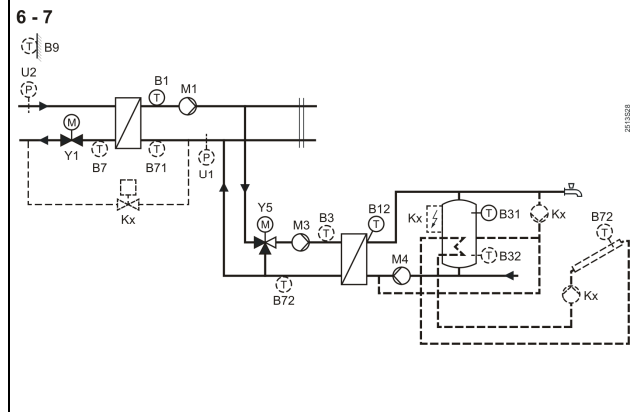 6 - 7
T B9
U2
P
B1
T
M1
M
Y1
T
B7
T
B71
P
U1
Kx
2513S28
Y5
M
M3
B3
T
B12
T
Kx
T B31
Kx
B72
T
T B32
M4
T
B72
Kx